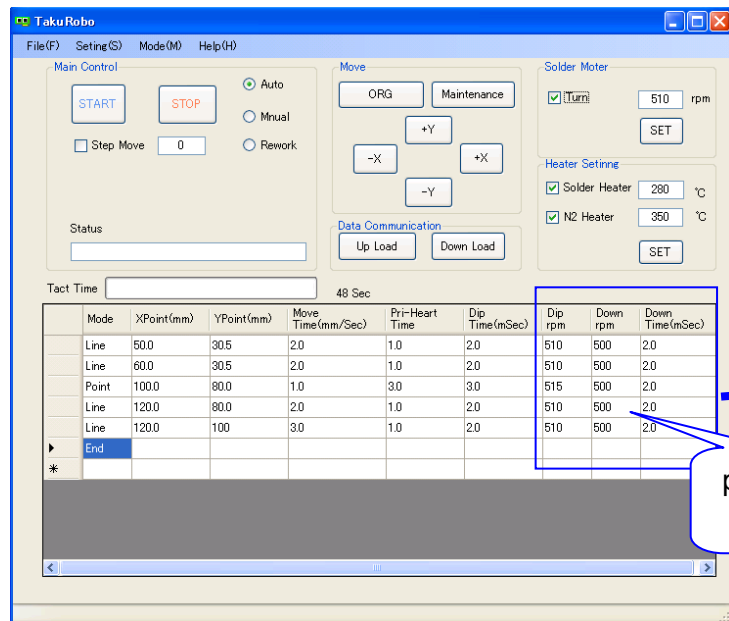 TakuRobo
File(F) Seting(S) Mode(M) Help(H)
Main Control
START STOP
Auto
Mnual
Rework
Step Move 0
Status
Move
ORG Maintenance
+Y
-X +X
-Y
Data Communication
Up Load Down Load
Solder Moter
Turn 510 rpm
SET
Heater Setinng
Solder Heater 280 °C
N2 Heater 350 °C
SET
Tact Time 48 Sec
Mode XPoint(mm) YPoint(mm) Move Time(mm/Sec) Pri-Heart Time Dip Time(mSec) Dip rpm Down rpm Down Time(mSec)
Line 50.0 30.5 2.0 1.0 2.0 510 500 2.0
Line 60.0 30.5 2.0 1.0 2.0 510 500 2.0
Point 100.0 80.0 1.0 3.0 3.0 515 500 2.0
Line 120.0 80.0 2.0 1.0 2.0 510 500 2.0
Line 120.0 100 3.0 1.0 2.0 510 500 2.0
End